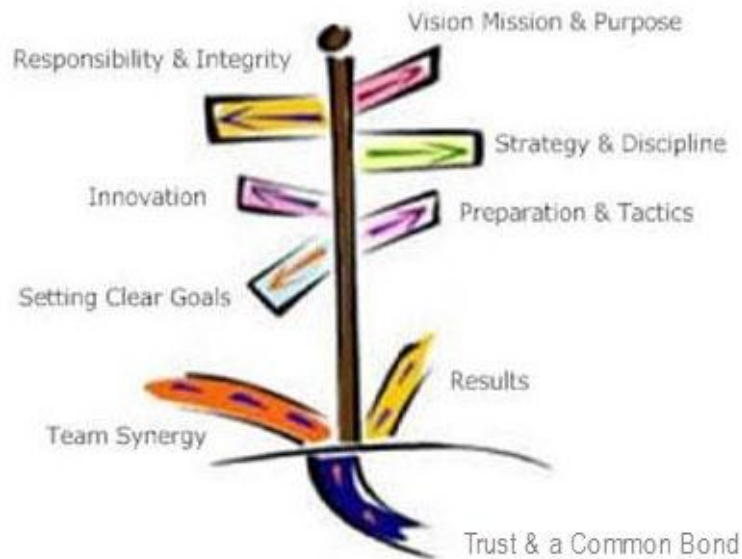 Vision Mission & Purpose
Responsibility & Integrity
Strategy & Discipline
Innovation
Preparation & Tactics
Setting Clear Goals
Results
Team Synergy
Trust & a Common Bond